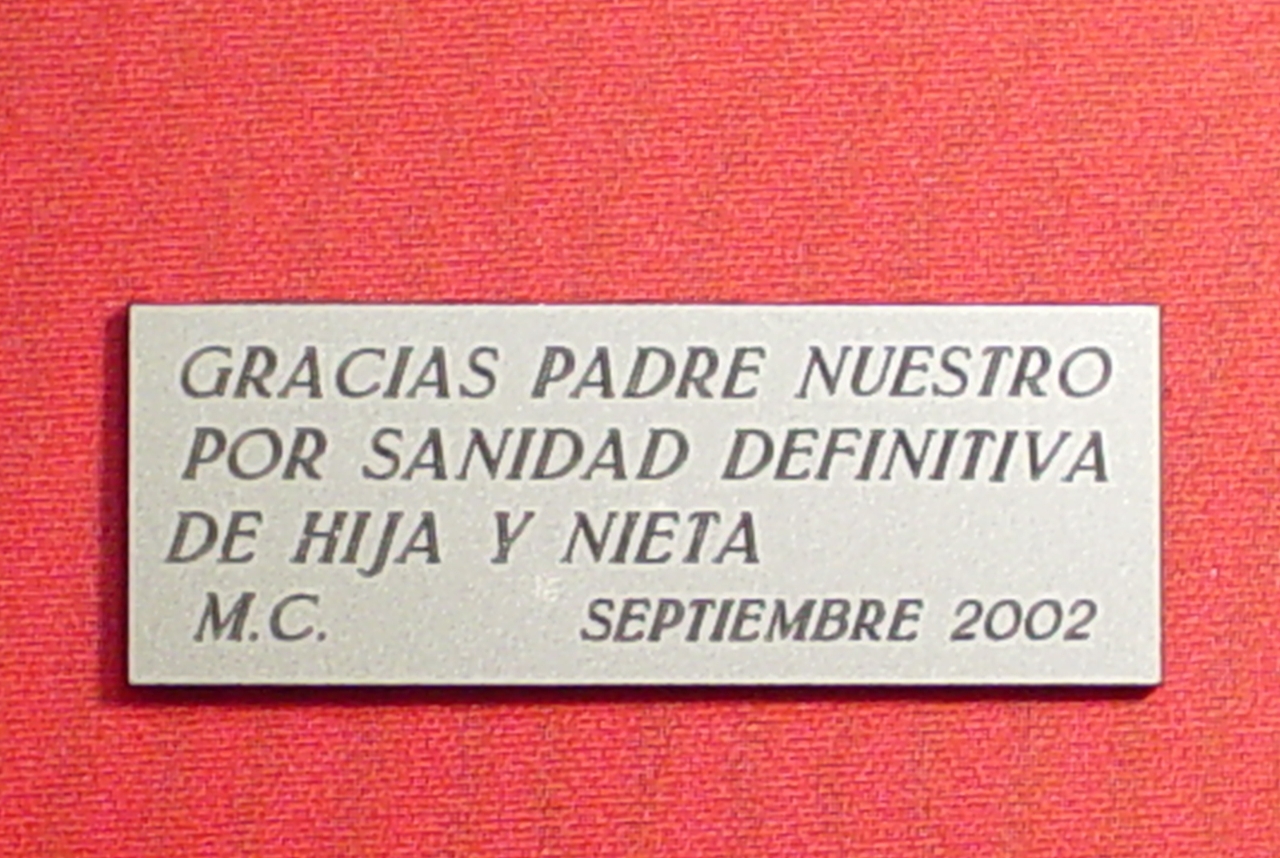 GRACIAS PADRE NUESTRO
POR SANIDAD DEFINITIVA
DE HIJA Y NIETA
M.C. SEPTIEMBRE 2002